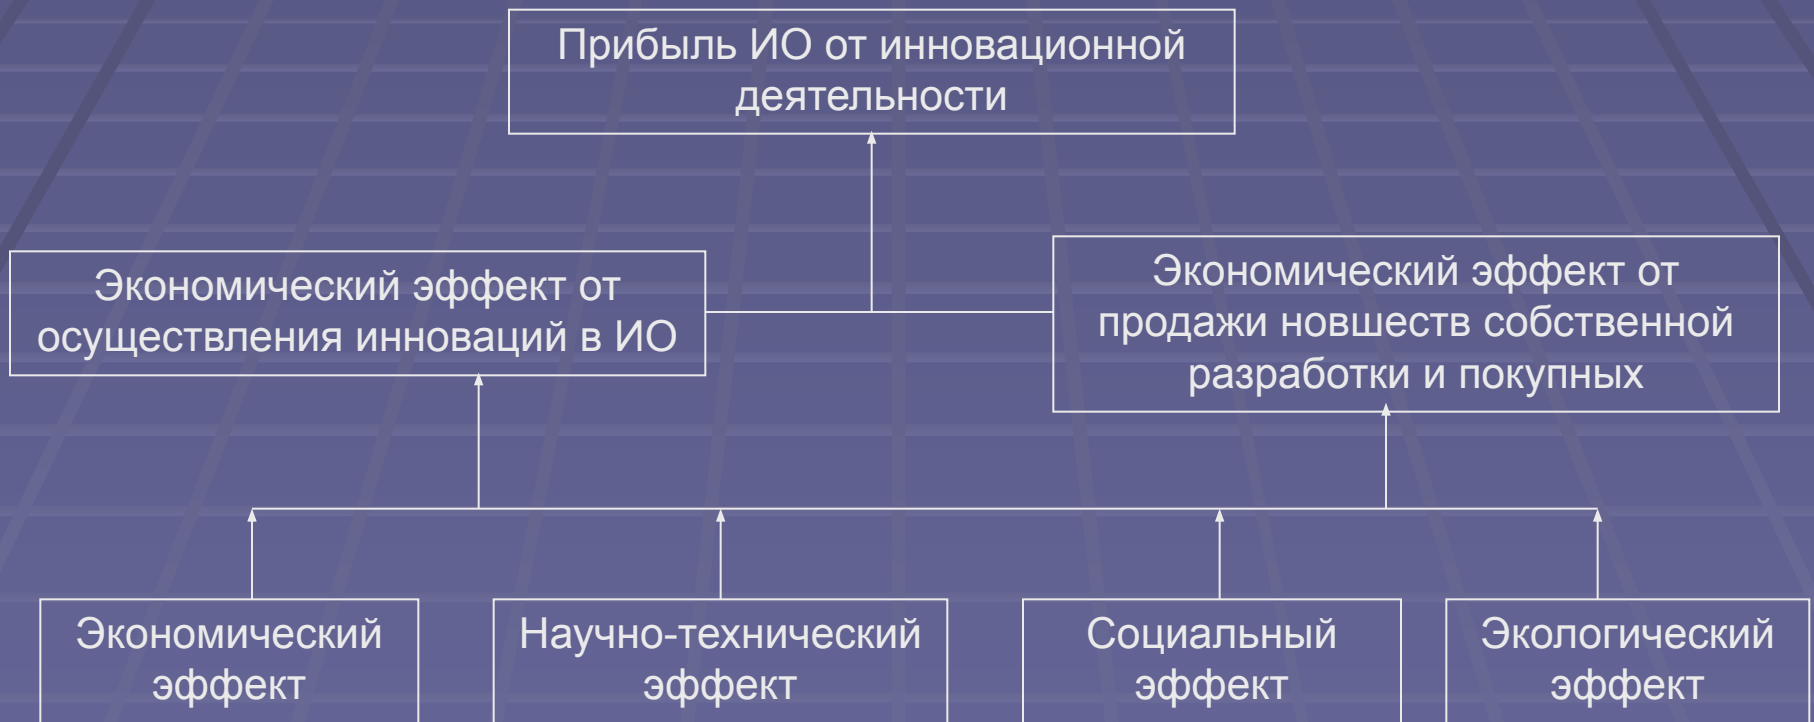 Прибыль ИО от инновационной
деятельности
Экономический эффект от
осуществления инноваций в ИО
Экономический эффект от
продажи новшеств собственной
разработки и покупных
Экономический
эффект
Научно-технический
эффект
Социальный
эффект
Экологический
эффект